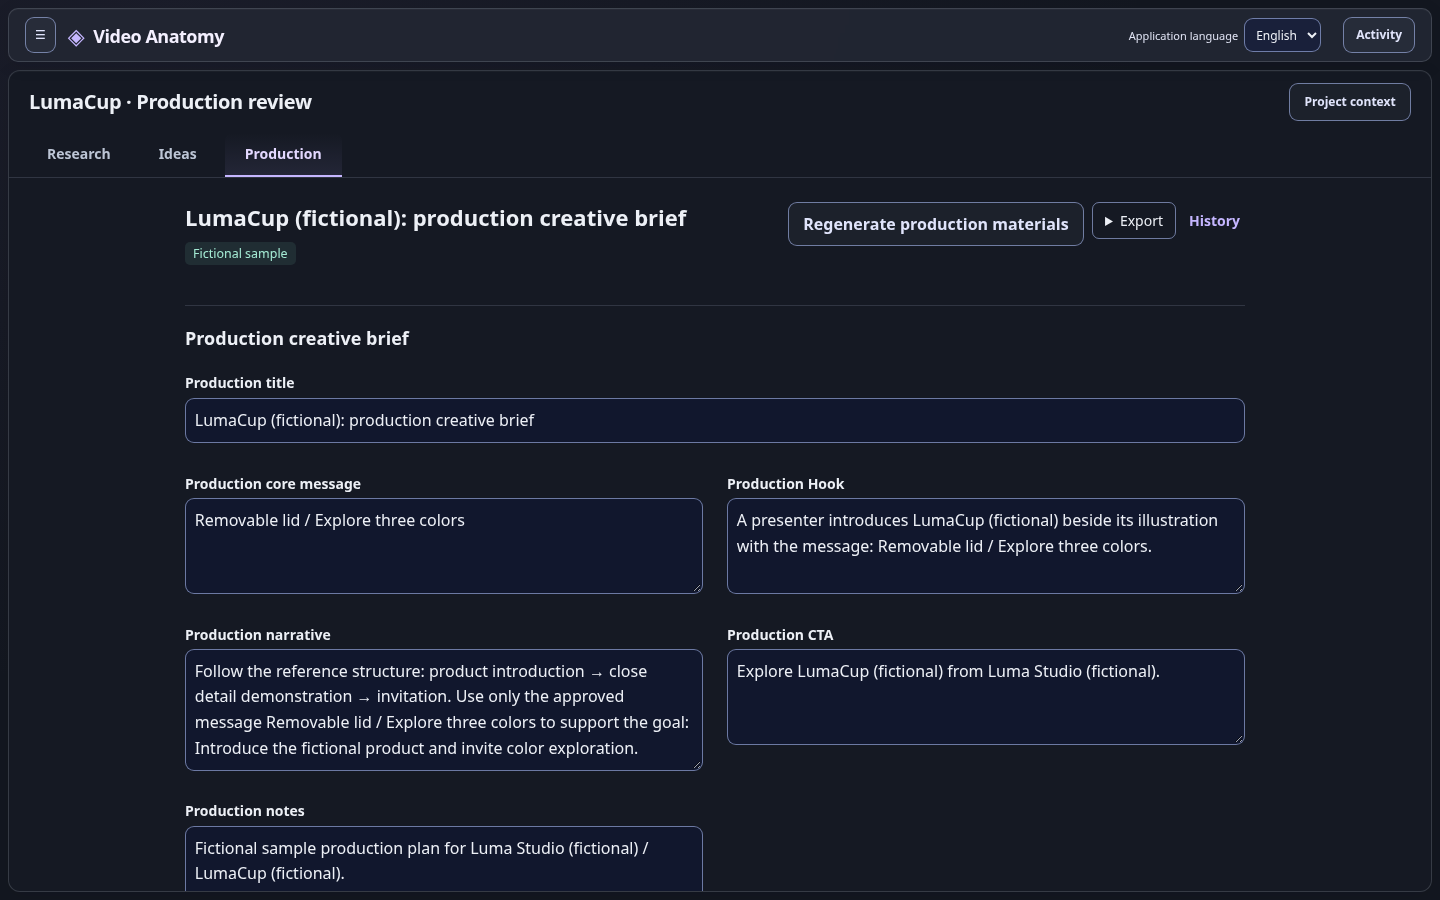 ☰
◈ Video Anatomy
Application language
English
Activity
LumaCup · Production review
Project context
Research
Ideas
Production
LumaCup (fictional): production creative brief
Regenerate production materials
▶ Export
History
Fictional sample
Production creative brief
Production title
LumaCup (fictional): production creative brief
Production core message
Removable lid / Explore three colors
Production Hook
A presenter introduces LumaCup (fictional) beside its illustration
with the message: Removable lid / Explore three colors.
Production narrative
Follow the reference structure: product introduction → close
detail demonstration → invitation. Use only the approved
message Removable lid / Explore three colors to support the goal:
Introduce the fictional product and invite color exploration.
Production CTA
Explore LumaCup (fictional) from Luma Studio (fictional).
Production notes
Fictional sample production plan for Luma Studio (fictional) /
LumaCup (fictional).